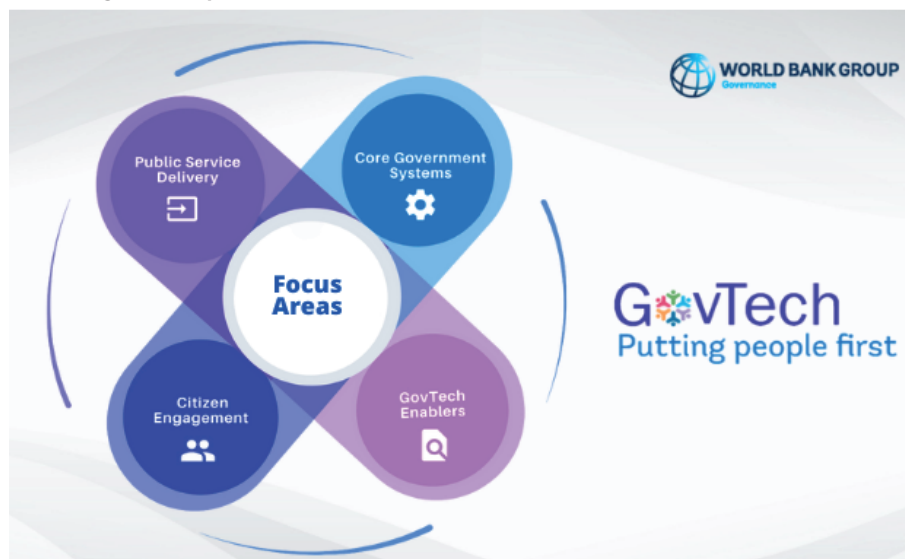 WORLD BANK GROUP
Governance
Public Service
Delivery
Core Government
Systems
Focus
Areas
GovTech
Putting people first
Citizen
Engagement
GovTech
Enablers